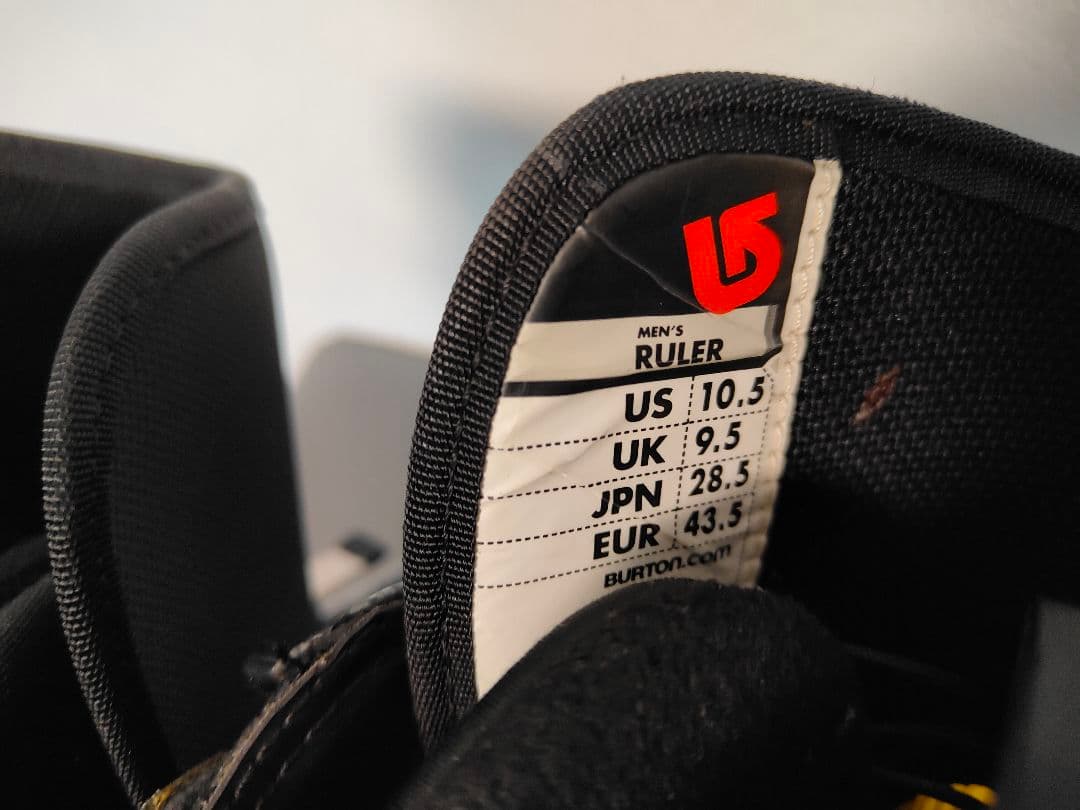 MEN'S
RULER
US 10.5
UK 9.5
JPN 28.5
EUR 43.5
BURTON.com